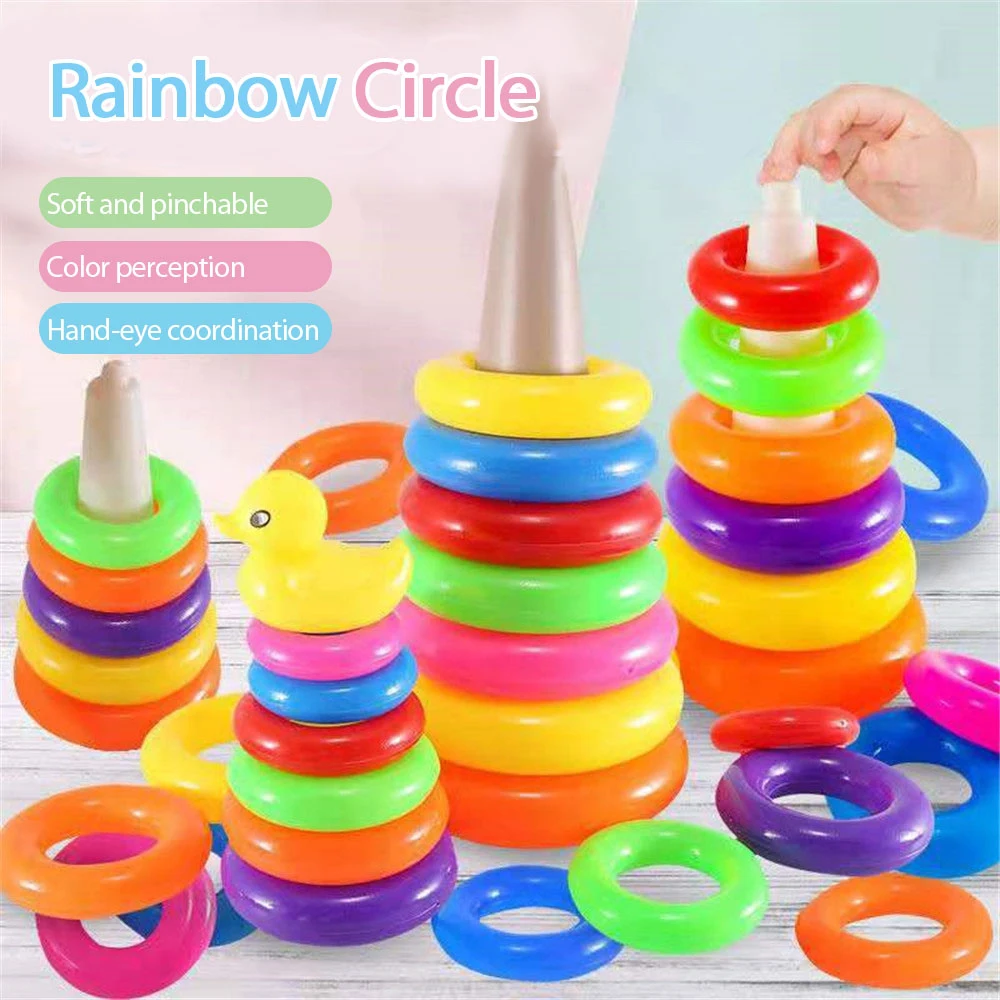 Rainbow Circle
Soft and pinchable
Color perception
Hand-eye coordination